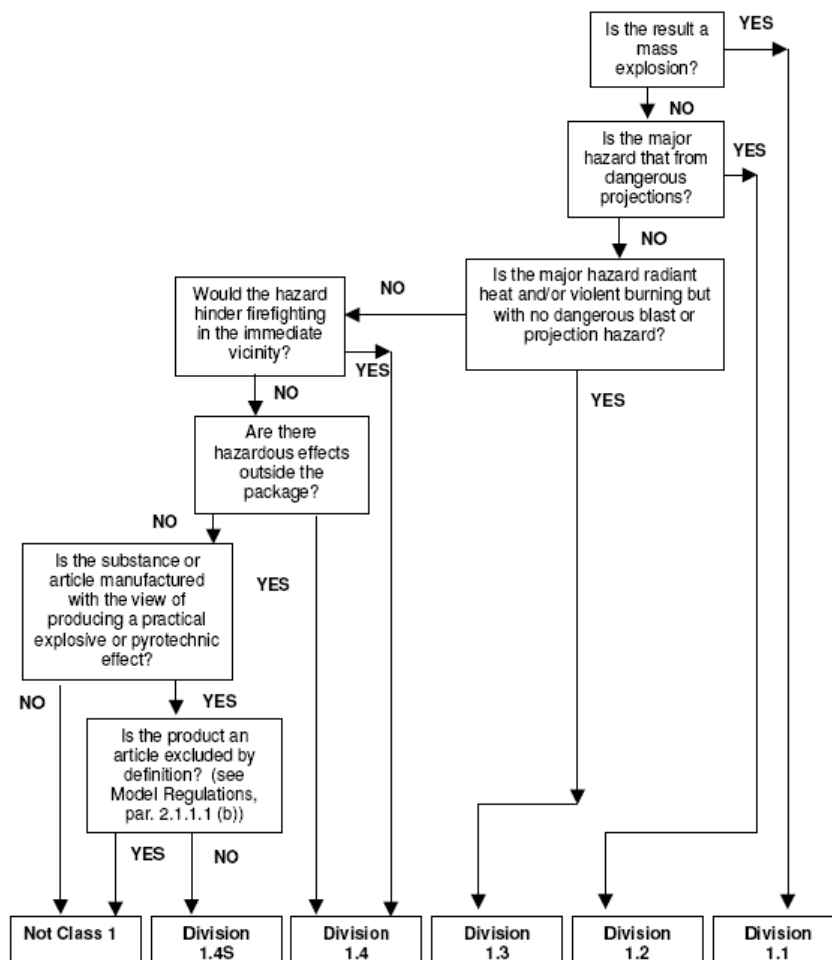 Is the result a
mass
explosion?
YES
NO
Is the major
hazard that from
dangerous
projections?
YES
NO
Is the major hazard radiant
heat and/or violent burning but
with no dangerous blast or
projection hazard?
NO
YES
Would the hazard
hinder firefighting
in the immediate
vicinity?
YES
NO
Are there
hazardous effects
outside the
package?
NO
YES
Is the substance or
article manufactured
with the view of
producing a practical
explosive or pyrotechnic
effect?
NO
YES
Is the product an
article excluded by
definition? (see
Model Regulations,
par. 2.1.1.1 (b))
YES
NO
Not Class 1
Division
1.4S
Division
1.4
Division
1.3
Division
1.2
Division
1.1